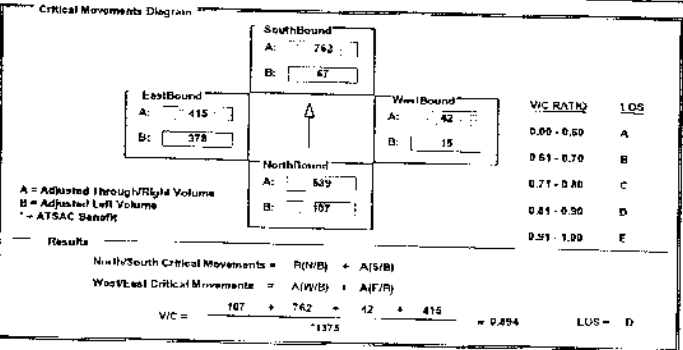 Critical Movements Diagram
SouthBound
A: 762
B: 67
EastBound
A: 415
B: 378
WestBound
A: 42
B: 15
NorthBound
A: 639
B: 107
V/C RATIO LOS
0.00 - 0.60 A
0.61 - 0.70 B
0.71 - 0.80 C
0.81 - 0.90 D
0.91 - 1.00 E
A = Adjusted Through/Right Volume
B = Adjusted Left Volume
* = ATSAC Benefit
Results
North/South Critical Movements = B(N/B) + A(S/B)
West/East Critical Movements = A(W/B) + A(E/B)
V/C = 107 + 762 + 42 + 415 = 0.894 LOS = D
*1375